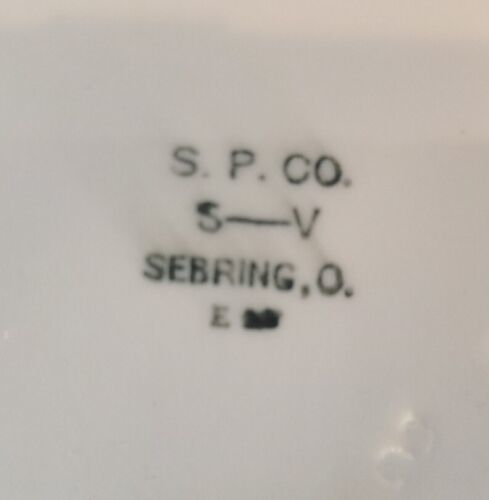 S. P. CO.
S—V
SEBRING, O.
E